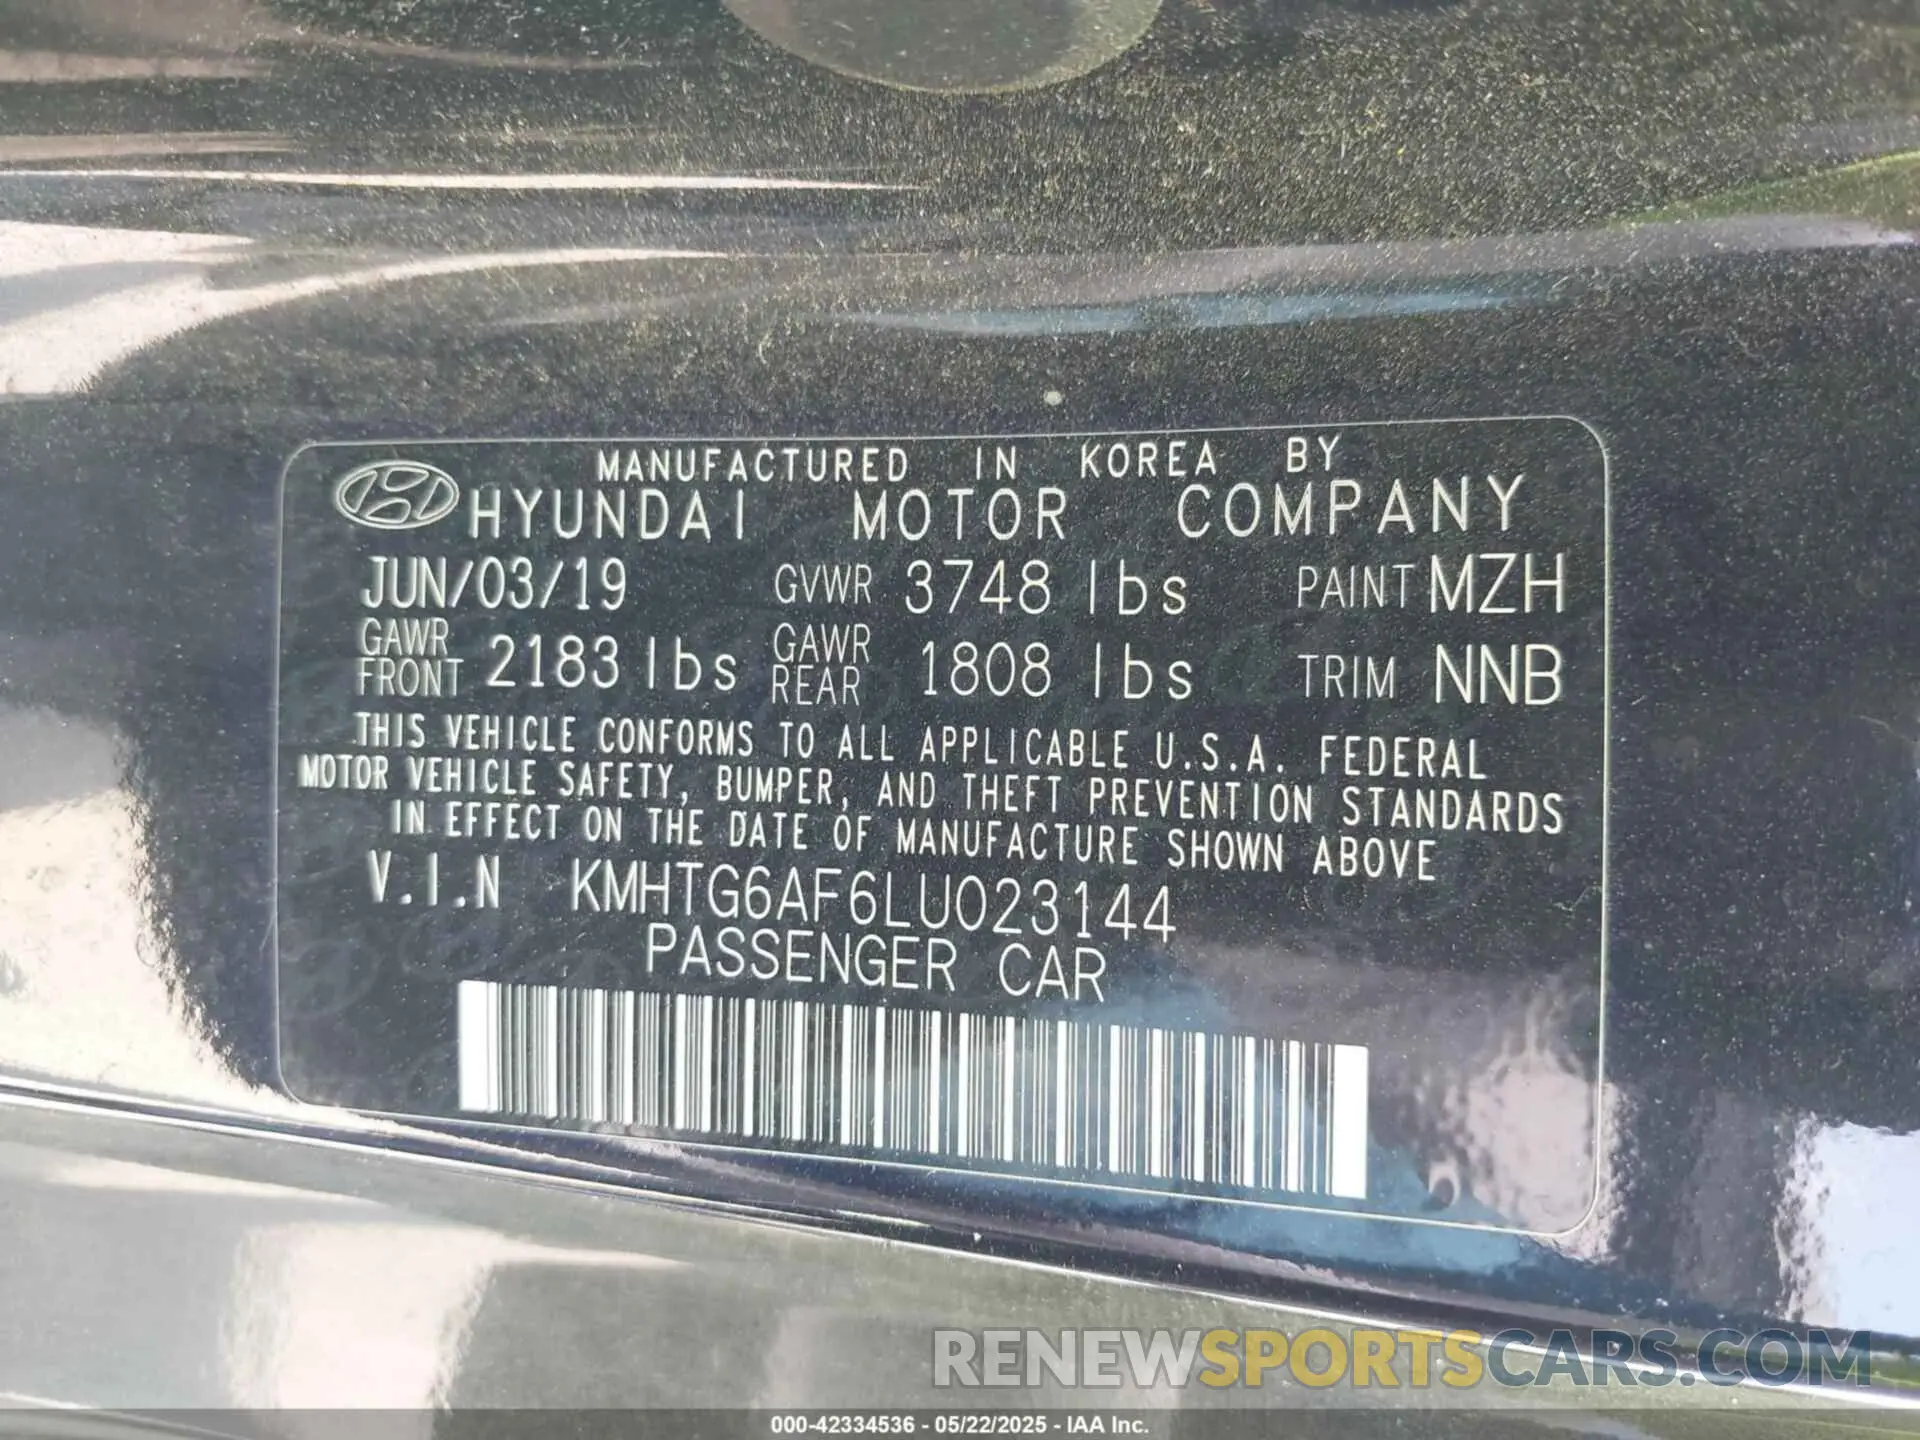 MANUFACTURED IN KOREA BY
HYUNDAI MOTOR COMPANY
JUN/03/19 GVWR 3748 lbs PAINT MZH
GAWR FRONT 2183 lbs GAWR REAR 1808 lbs TRIM NNB
THIS VEHICLE CONFORMS TO ALL APPLICABLE U.S.A. FEDERAL
MOTOR VEHICLE SAFETY, BUMPER, AND THEFT PREVENTION STANDARDS
IN EFFECT ON THE DATE OF MANUFACTURE SHOWN ABOVE
V.I.N KMHTG6AF6LU023144
PASSENGER CAR
RENEWSPORTSCARS.COM
000-42334536 - 05/22/2025 - IAA Inc.